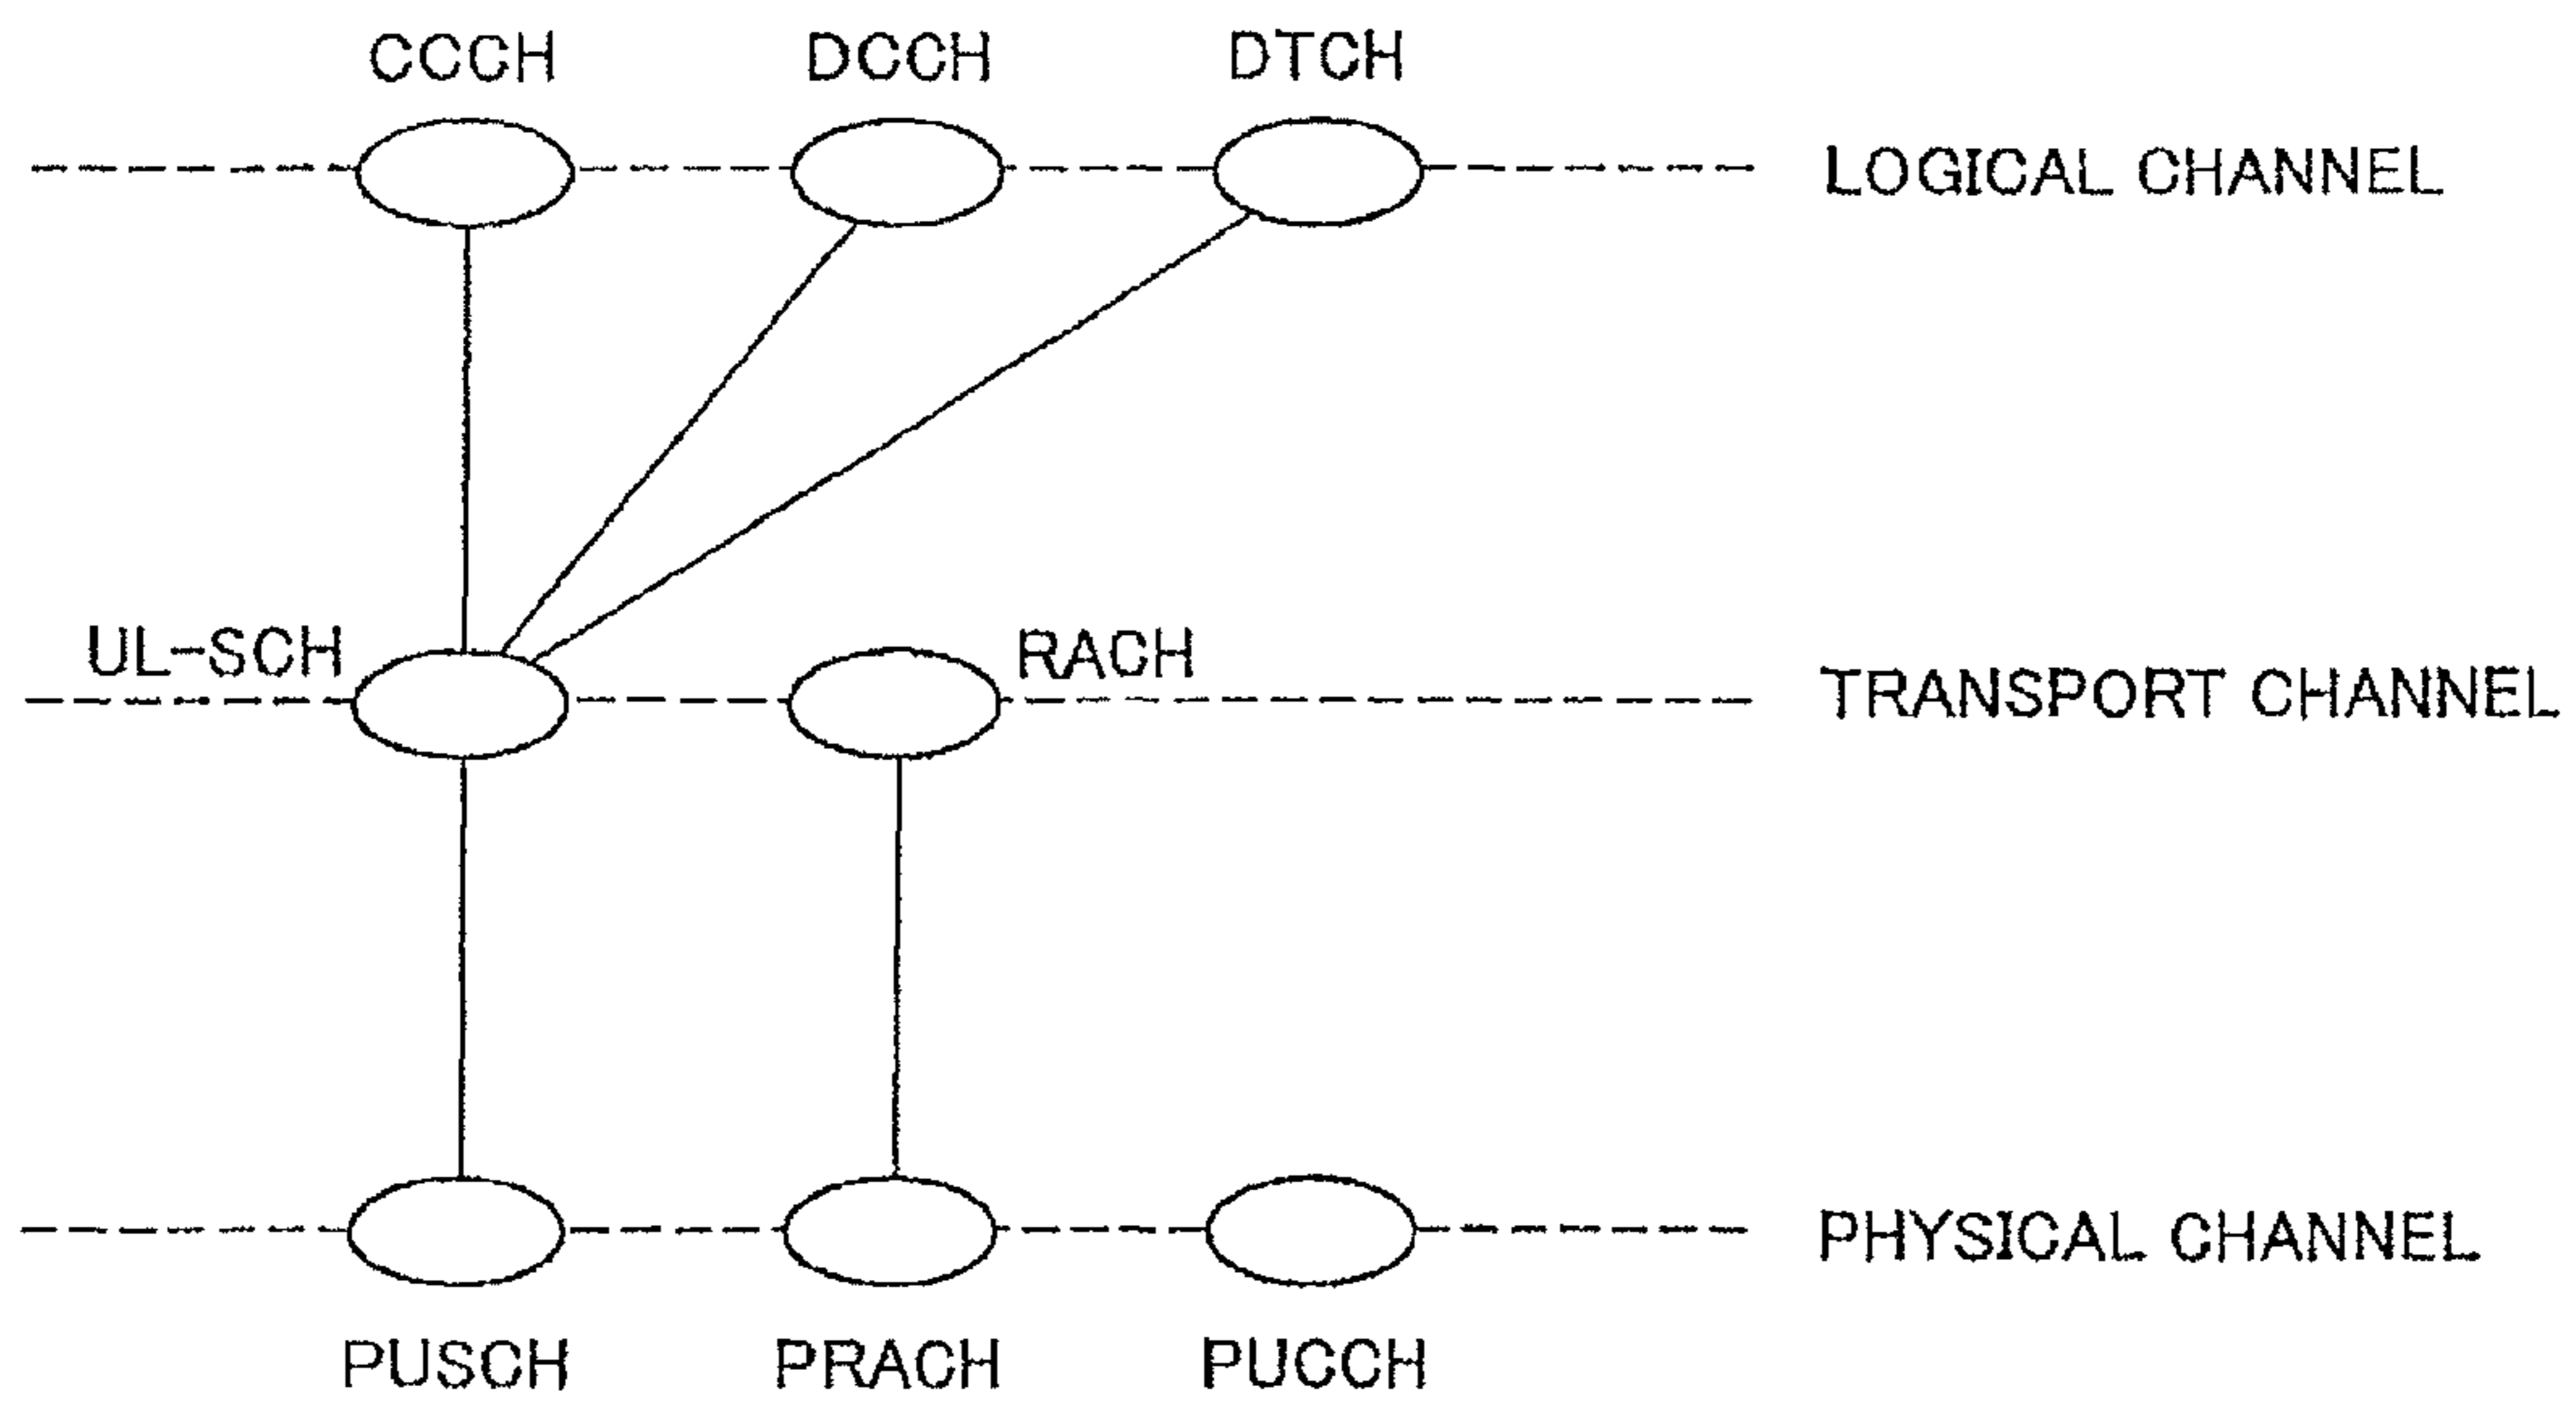 CCCH DCCH DTCH
LOGICAL CHANNEL
UL-SCH RACH
TRANSPORT CHANNEL
PHYSICAL CHANNEL
PUSCH PRACH PUCCH